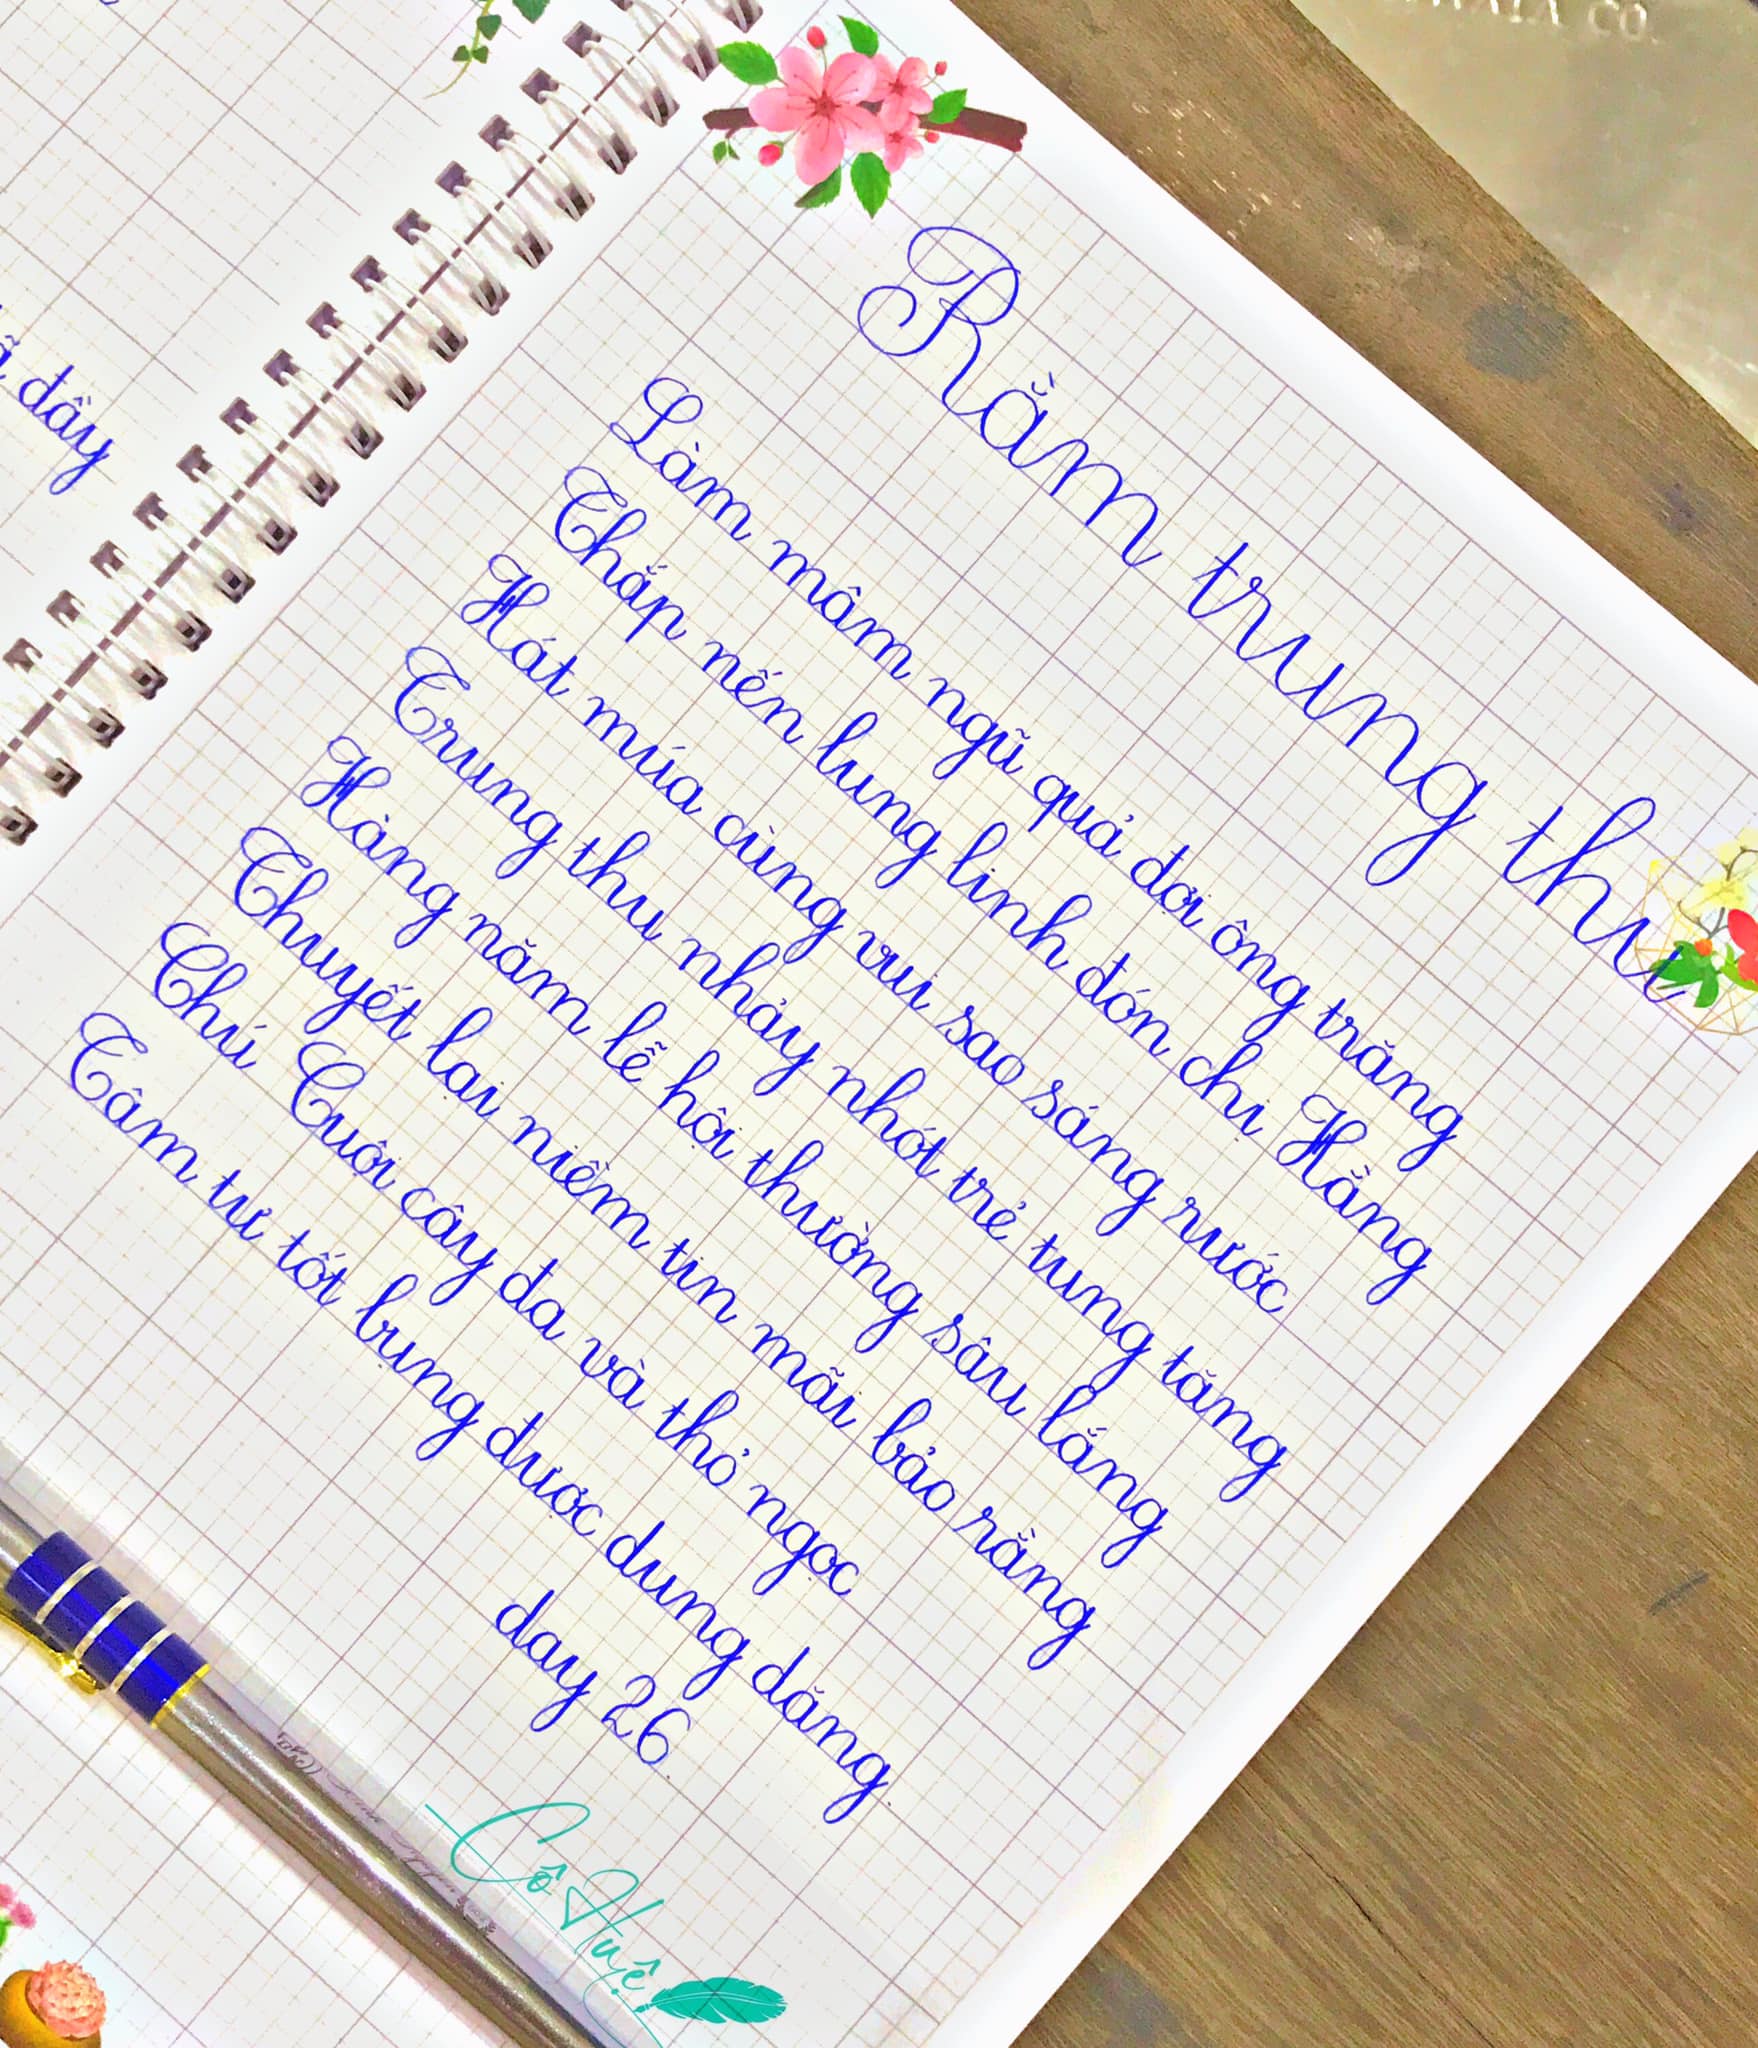 đầy
Rằm trung thu
Làm mâm ngũ quả đợi ông trăng
Thắp nến lung linh đón chị Hằng
Hát múa cùng vui sao sáng rước
Trung thu nhảy nhót trẻ tung tăng
Hàng năm lễ hội thường sâu lắng
Thuyết lại niềm tin mãi bảo rằng
Chú Cuội cây đa và thỏ ngọc
Tâm tư tốt bụng được dung dăng.
day 26.
Cô Huệ